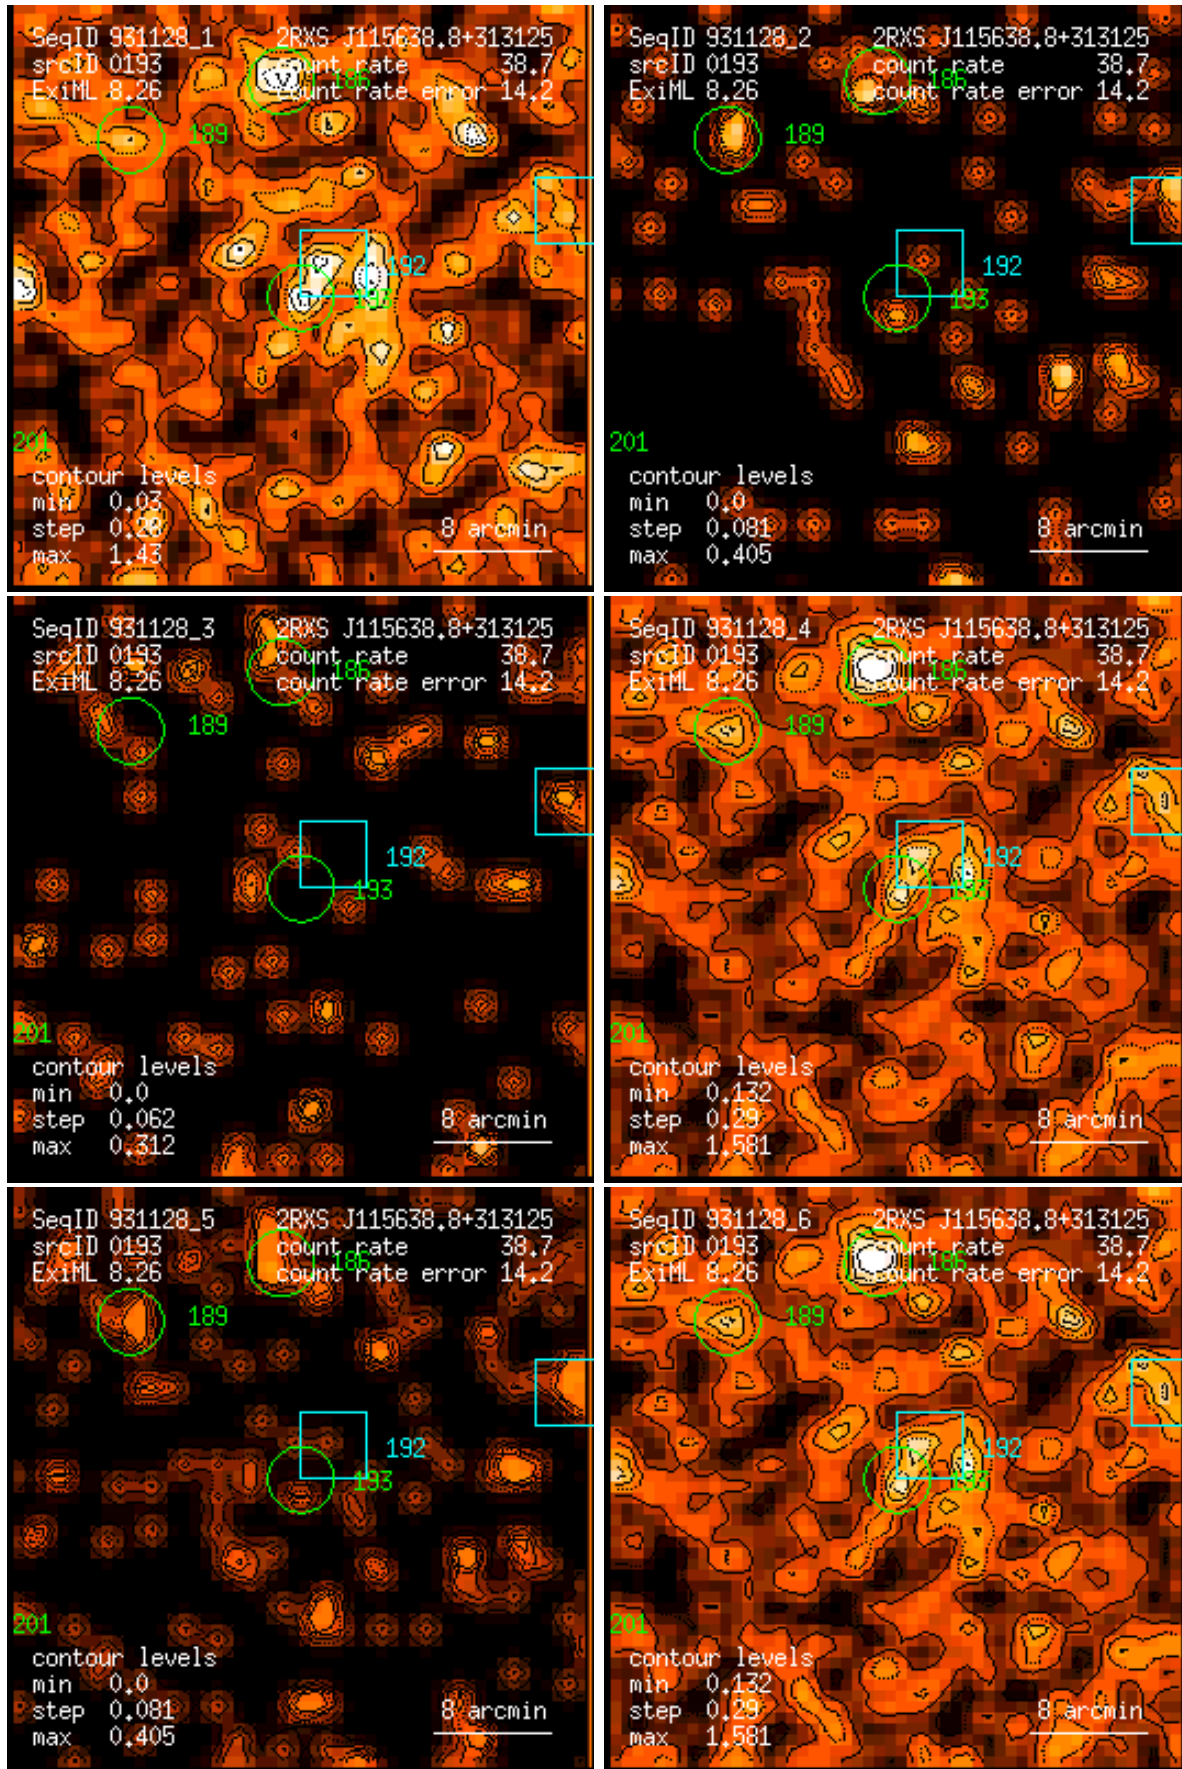 SeqID 931128_1 2RXS J115638.8+313125
srcID 0193 count rate 38.7
ExiML 8.26 count rate error 14.2
186
189
192
193
201
contour levels
min 0.03
step 0.28
max 1.43
8 arcmin
SeqID 931128_2 2RXS J115638.8+313125
srcID 0193 count rate 38.7
ExiML 8.26 count rate error 14.2
186
189
192
193
201
contour levels
min 0.0
step 0.081
max 0.405
8 arcmin
SeqID 931128_3 2RXS J115638.8+313125
srcID 0193 count rate 38.7
ExiML 8.26 count rate error 14.2
186
189
192
193
201
contour levels
min 0.0
step 0.062
max 0.312
8 arcmin
SeqID 931128_4 2RXS J115638.8+313125
srcID 0193 count rate 38.7
ExiML 8.26 count rate error 14.2
186
189
192
193
201
contour levels
min 0.132
step 0.29
max 1.581
8 arcmin
SeqID 931128_5 2RXS J115638.8+313125
srcID 0193 count rate 38.7
ExiML 8.26 count rate error 14.2
186
189
192
193
201
contour levels
min 0.0
step 0.081
max 0.405
8 arcmin
SeqID 931128_6 2RXS J115638.8+313125
srcID 0193 count rate 38.7
ExiML 8.26 count rate error 14.2
186
189
192
193
201
contour levels
min 0.132
step 0.29
max 1.581
8 arcmin